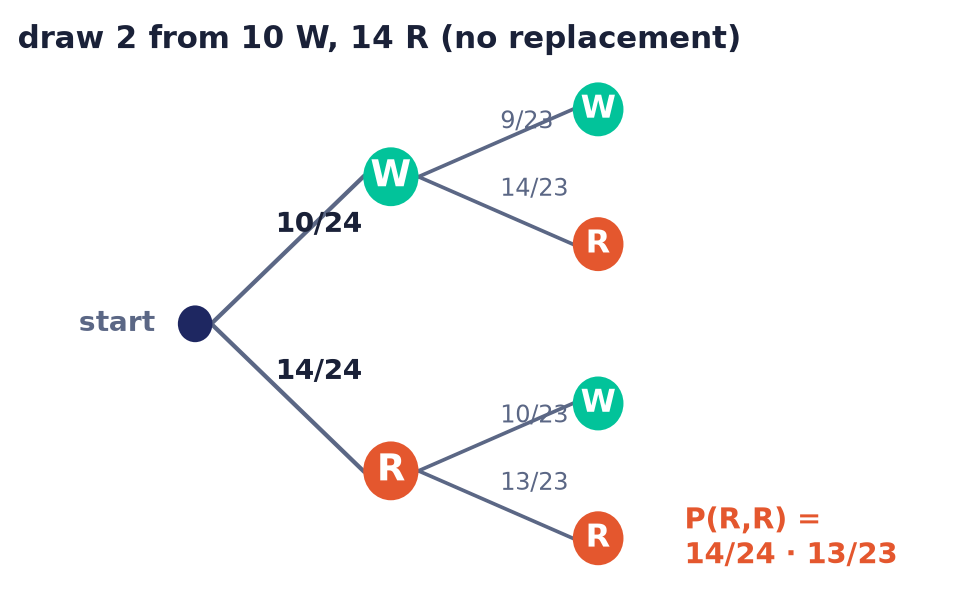 draw 2 from 10 W, 14 R (no replacement)
W
9/23
W
14/23
10/24
R
start
14/24
W
10/23
R
13/23
R
P(R,R) =
14/24 · 13/23